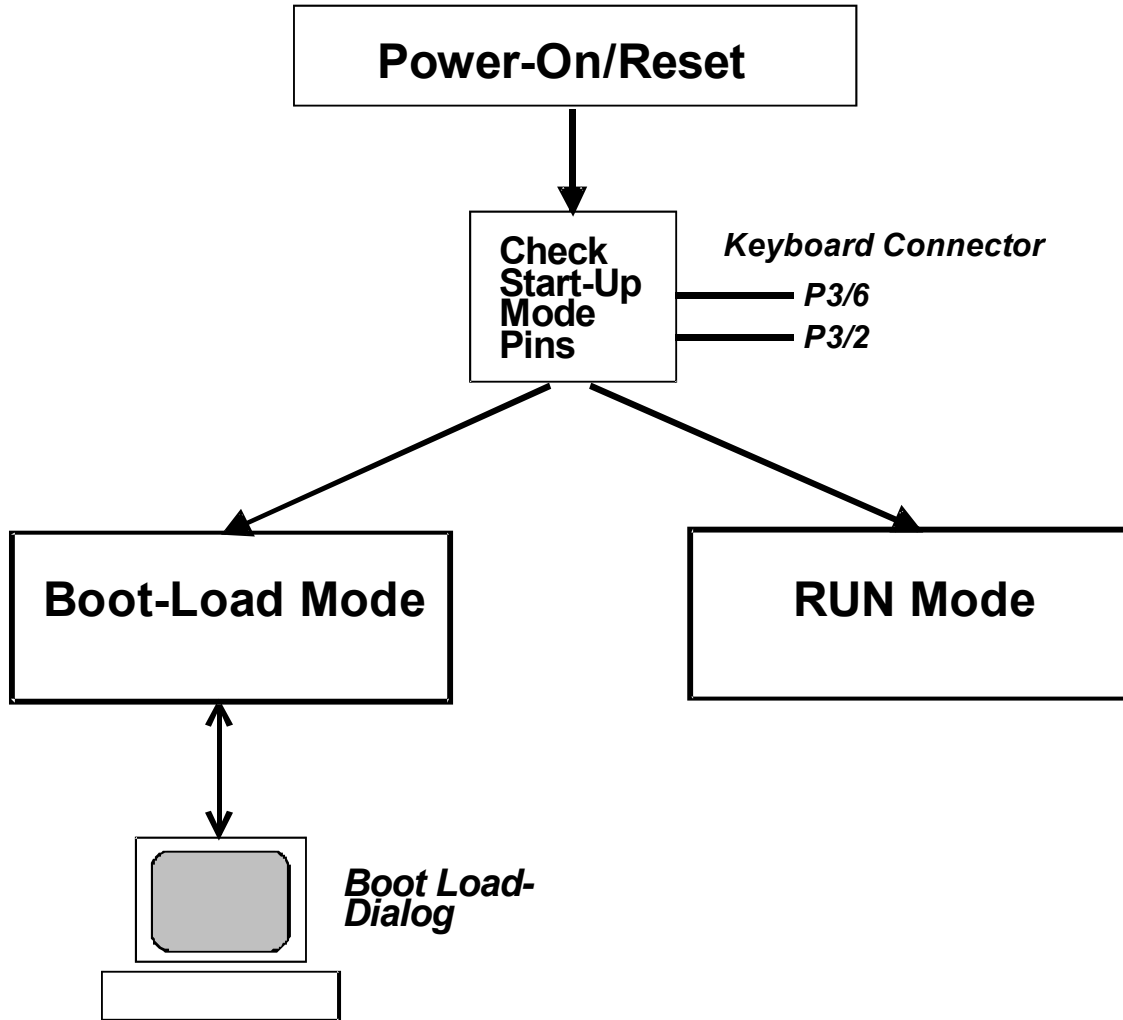 Power-On/Reset
Check
Start-Up
Mode
Pins
Keyboard Connector
P3/6
P3/2
Boot-Load Mode
RUN Mode
Boot Load-
Dialog